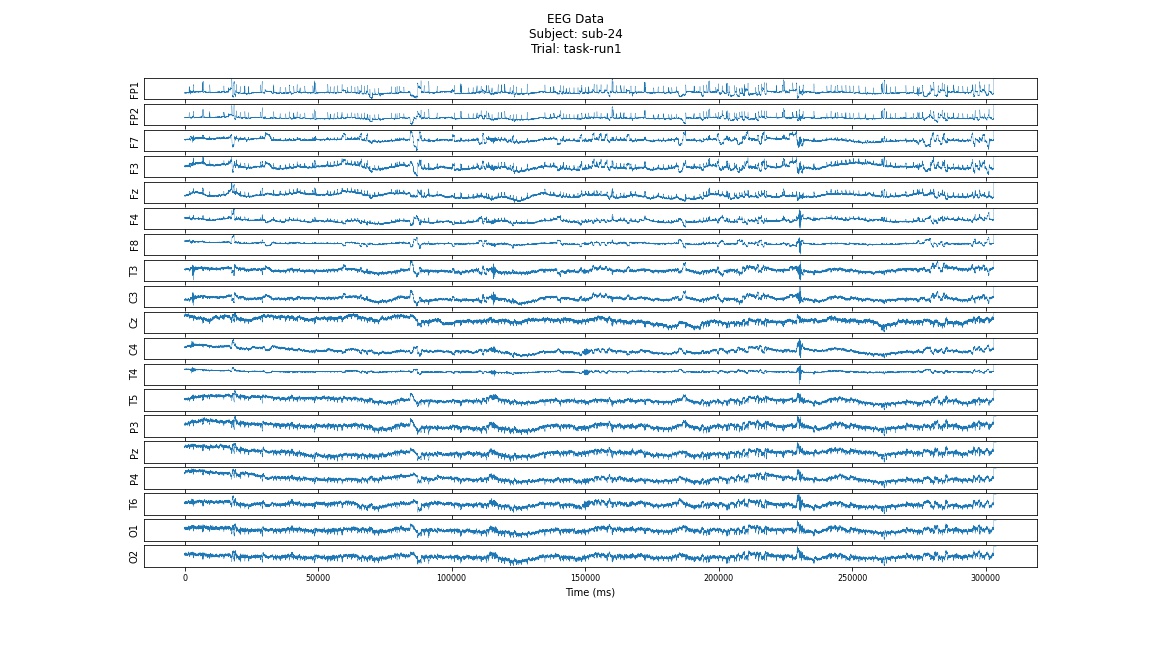 EEG Data
Subject: sub-24
Trial: task-run1
FP1
FP2
F7
F3
Fz
F4
F8
T3
C3
Cz
C4
T4
T5
P3
Pz
P4
T6
O1
O2
0 50000 100000 150000 200000 250000 300000
Time (ms)